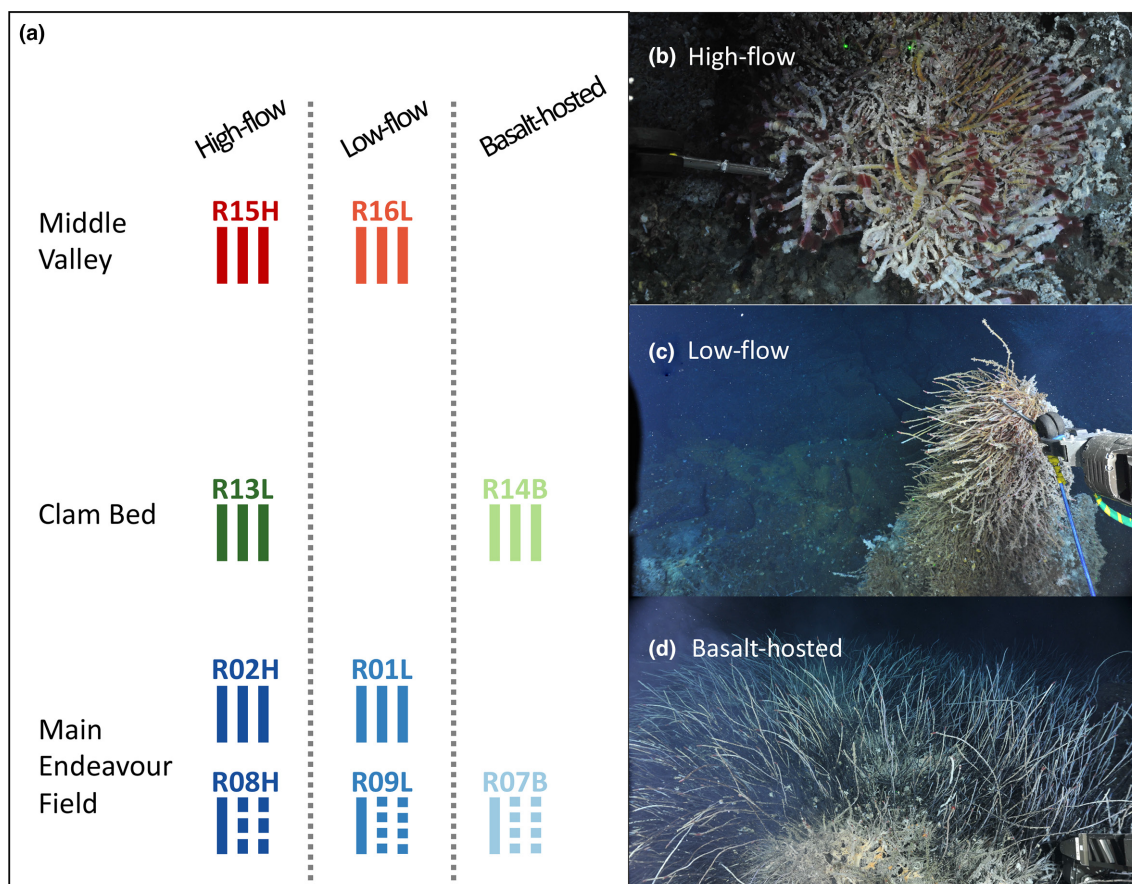 (a)
High-flow
Low-flow
Basalt-hosted
Middle
Valley
R15H
R16L
Clam Bed
R13L
R14B
R02H
R01L
Main
Endeavour
Field
R08H
R09L
R07B
(b) High-flow
(c) Low-flow
(d) Basalt-hosted